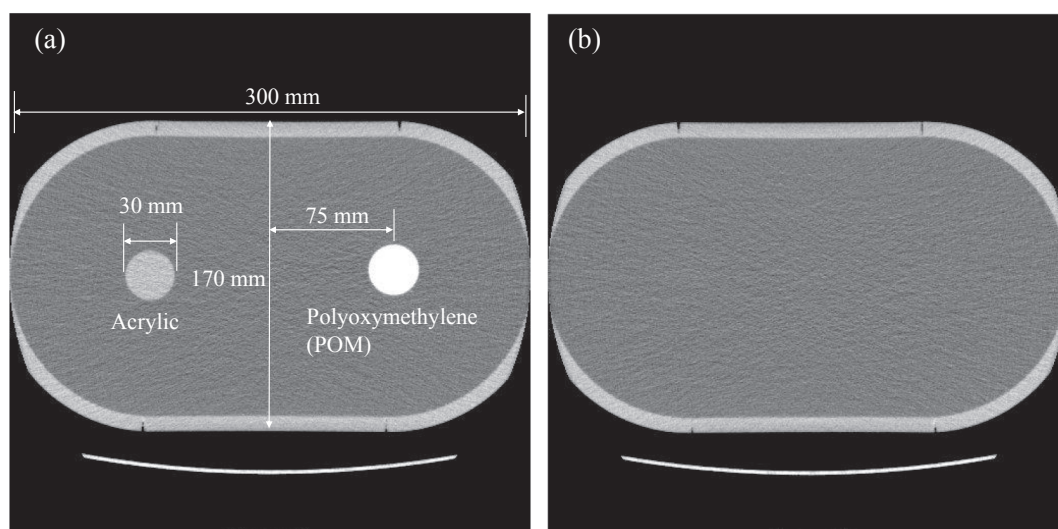 (a)
(b)
300 mm
30 mm
75 mm
170 mm
Acrylic
Polyoxymethylene
(POM)